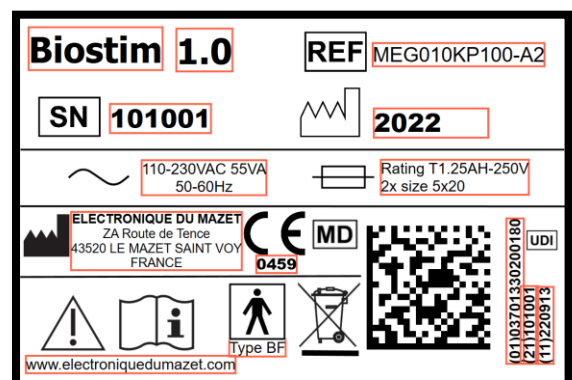 Biostim 1.0
REF MEG010KP100-A2
SN 101001
2022
110-230VAC 55VA
50-60Hz
Rating T1.25AH-250V
2x size 5x20
ELECTRONIQUE DU MAZET
ZA Route de Tence
43520 LE MAZET SAINT VOY
FRANCE
CE
0459
MD
UDI
(01)03701330200180
(21)101001
(11)220913
Type BF
www.electroniquedumazet.com